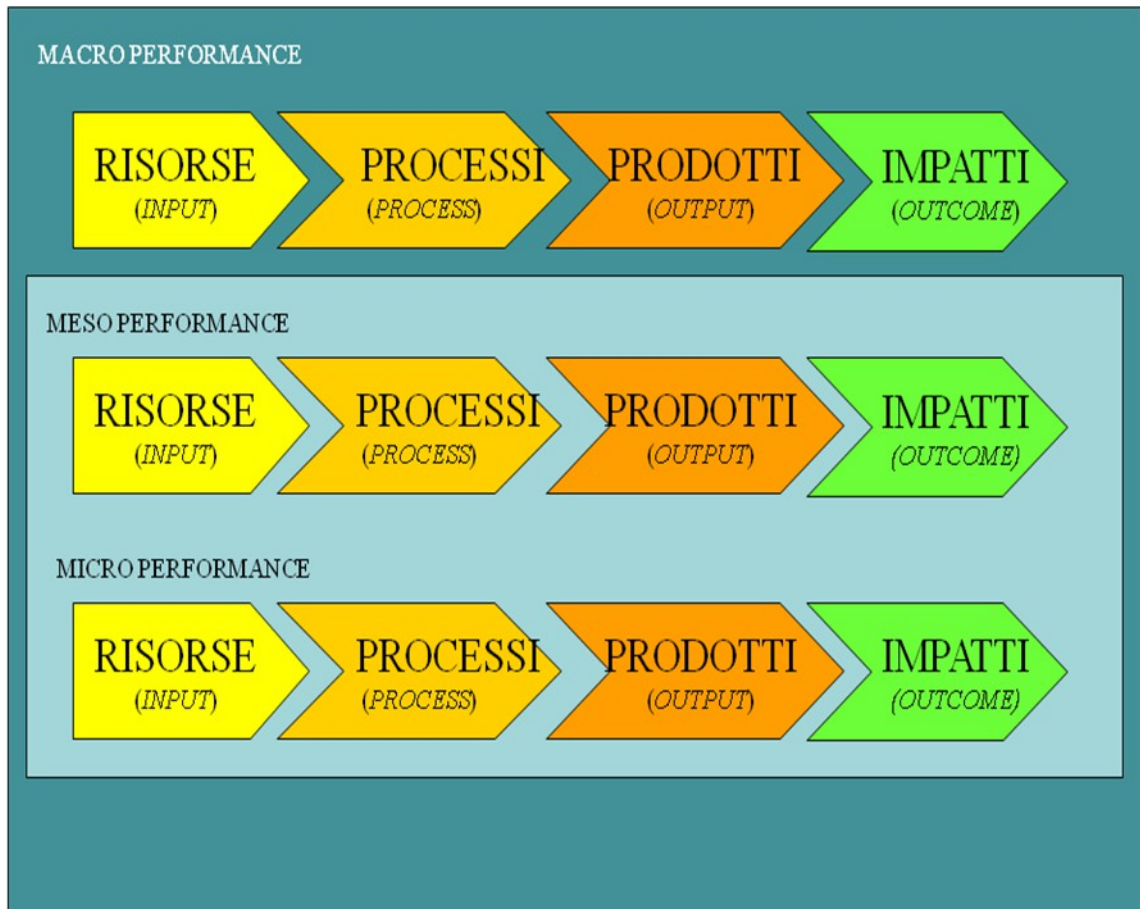 MACRO PERFORMANCE
RISORSE PROCESSI PRODOTTI IMPATTI
(INPUT) (PROCESS) (OUTPUT) (OUTCOME)
MESO PERFORMANCE
RISORSE PROCESSI PRODOTTI IMPATTI
(INPUT) (PROCESS) (OUTPUT) (OUTCOME)
MICRO PERFORMANCE
RISORSE PROCESSI PRODOTTI IMPATTI
(INPUT) (PROCESS) (OUTPUT) (OUTCOME)